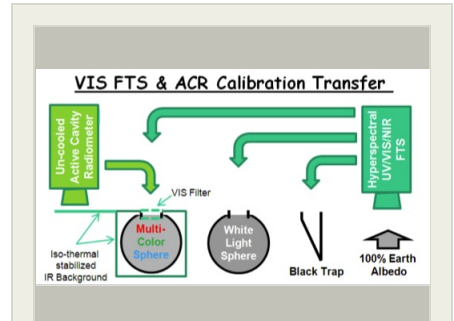 VIS FTS & ACR Calibration Transfer
Un-cooled
Active Cavity
Radiometer
Hyperspectral
UV/VIS/NIR
FTS
VIS Filter
Multi-
Color
Sphere
White
Light
Sphere
Iso-thermal
stabilized
IR Background
Black Trap
100% Earth
Albedo